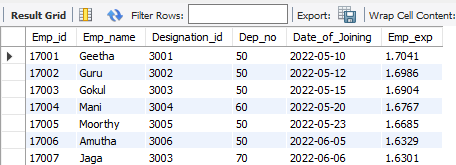 Result Grid Filter Rows: Export: Wrap Cell Content:
Emp_id Emp_name Designation_id Dep_no Date_of_Joining Emp_exp
17001 Geetha 3001 50 2022-05-10 1.7041
17002 Guru 3002 50 2022-05-12 1.6986
17003 Gokul 3003 50 2022-05-15 1.6904
17004 Mani 3004 60 2022-05-20 1.6767
17005 Moorthy 3005 50 2022-05-23 1.6685
17006 Amutha 3006 50 2022-06-05 1.6329
17007 Jaga 3003 70 2022-06-06 1.6301